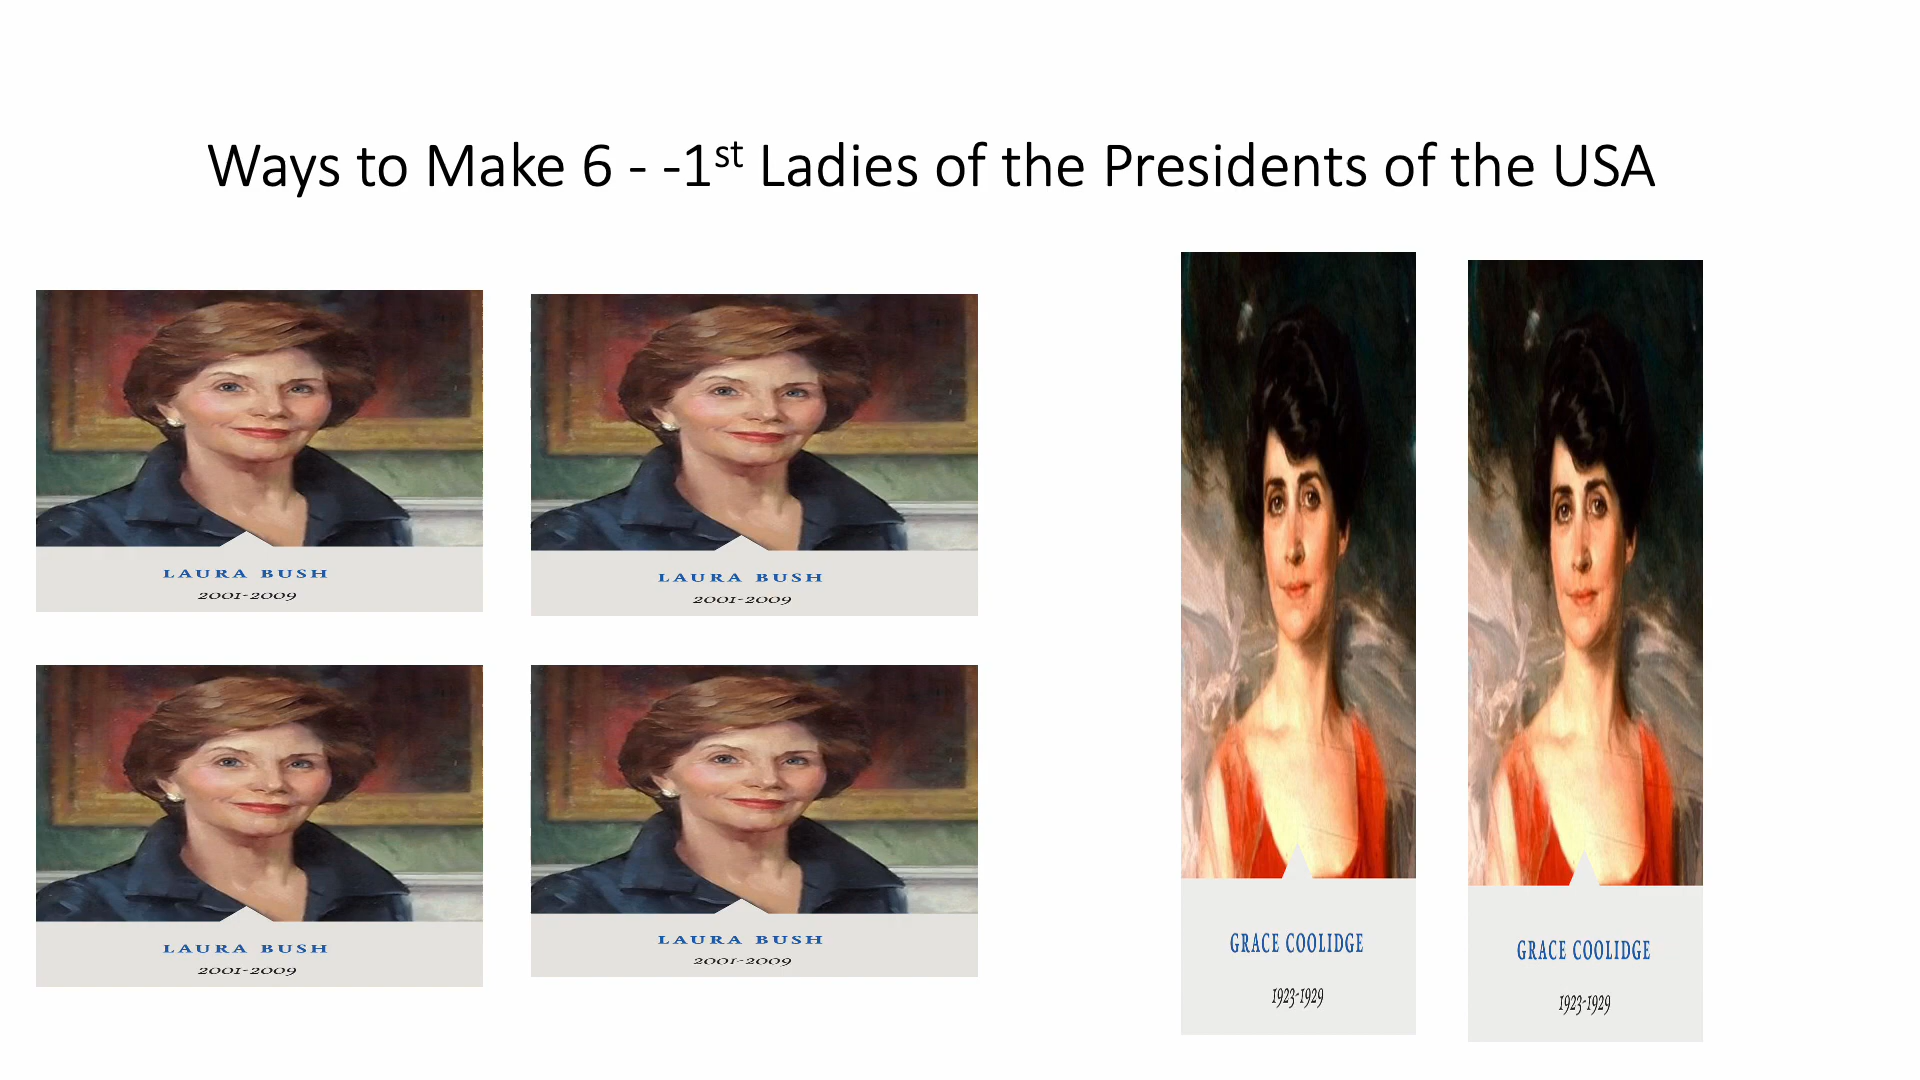 Ways to Make 6 - -1st Ladies of the Presidents of the USA
LAURA BUSH
2001-2009
LAURA BUSH
2001-2009
LAURA BUSH
2001-2009
LAURA BUSH
2001-2009
GRACE COOLIDGE
1923-1929
GRACE COOLIDGE
1923-1929